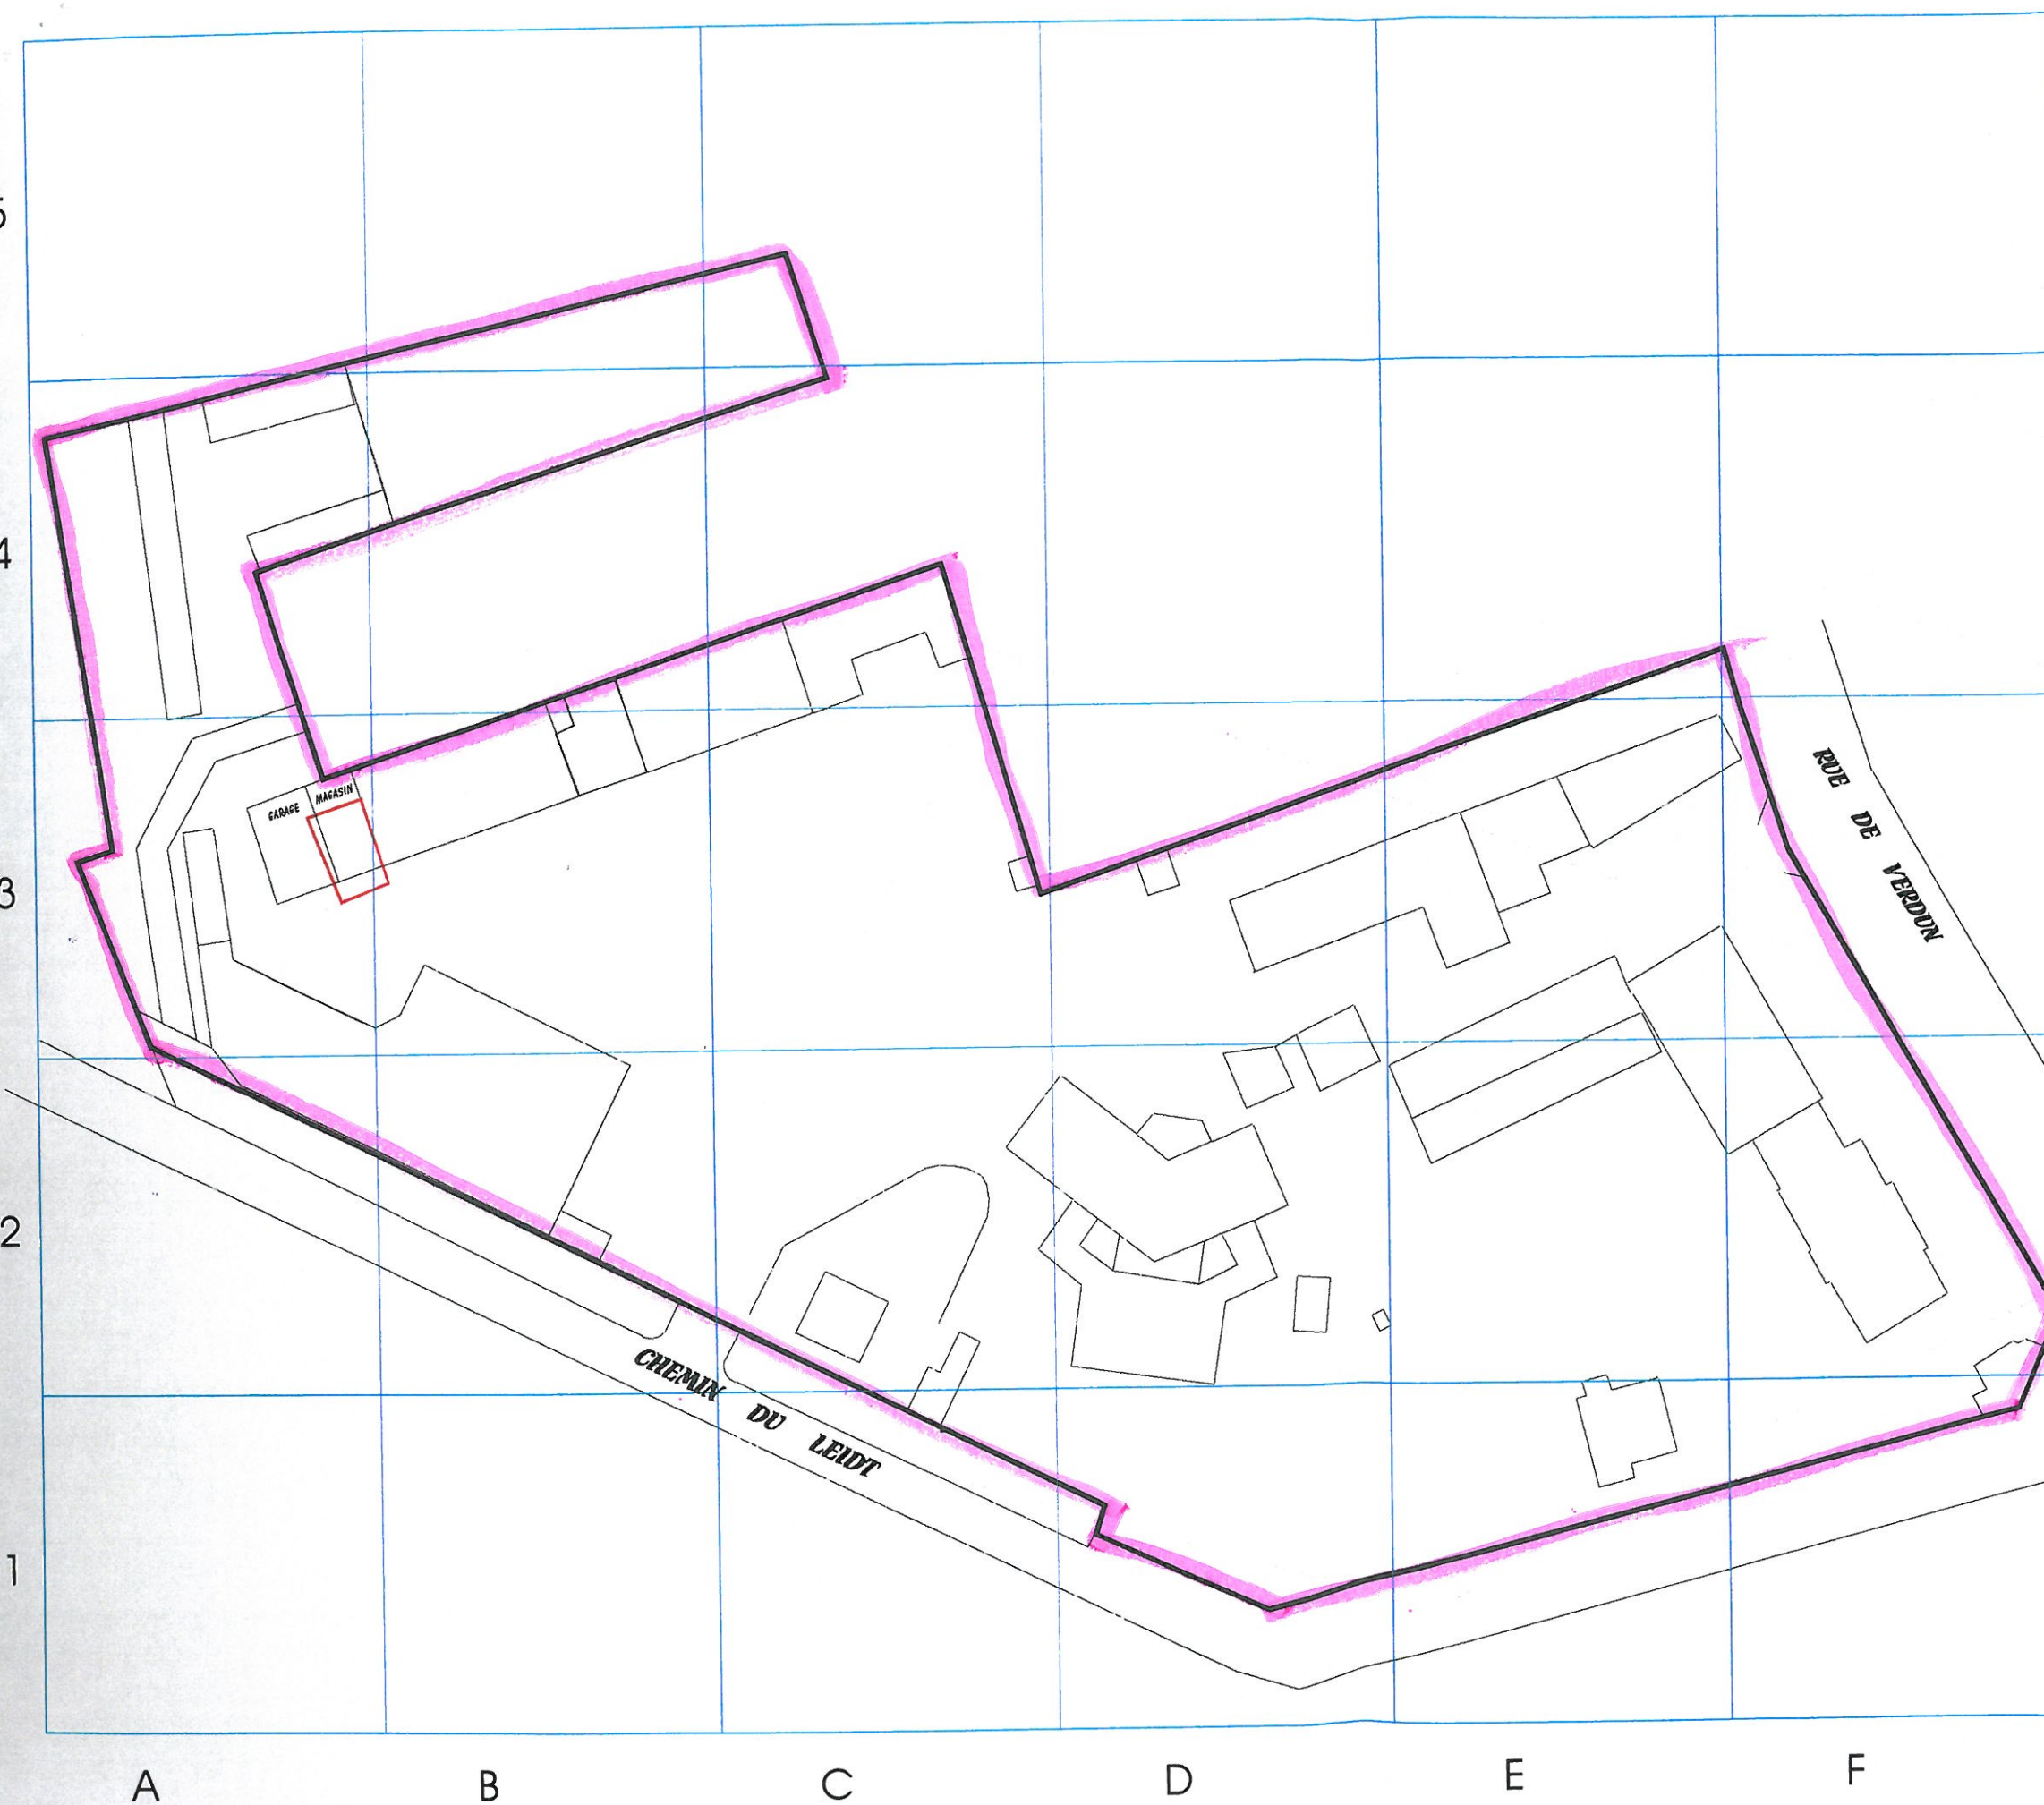 5
4
GARAGE
MAGASIN
RUE DE VERDUN
3
2
CHEMIN DU LEIDT
1
A B C D E F